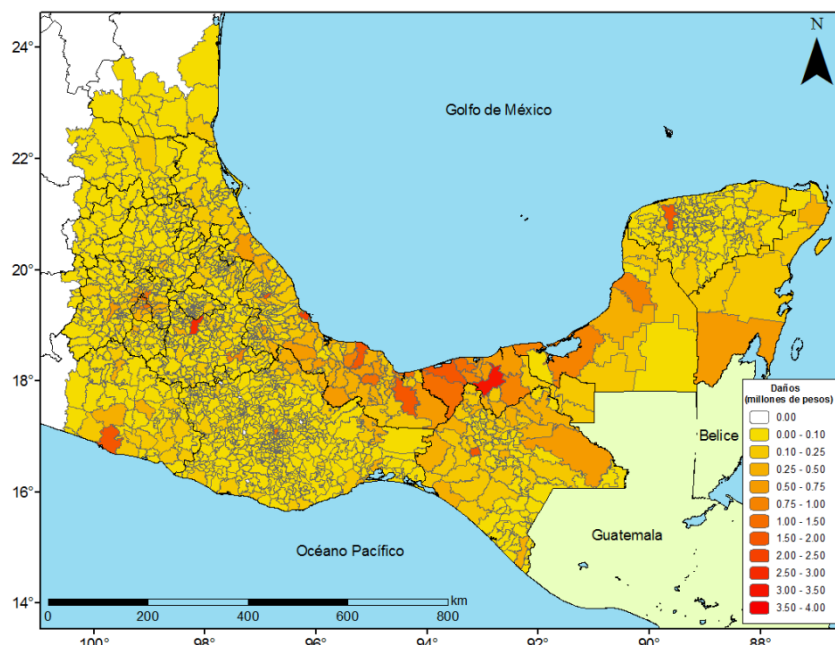 24°
N
Golfo de México
22°
20°
18°
Daños
(millones de pesos)
0.00
0.00 - 0.10
0.10 - 0.25
0.25 - 0.50
0.50 - 0.75
0.75 - 1.00
1.00 - 1.50
1.50 - 2.00
2.00 - 2.50
2.50 - 3.00
3.00 - 3.50
3.50 - 4.00
Belice
16°
Guatemala
Océano Pacífico
14°
km
0 200 400 600 800
100° 98° 96° 94° 92° 90° 88°